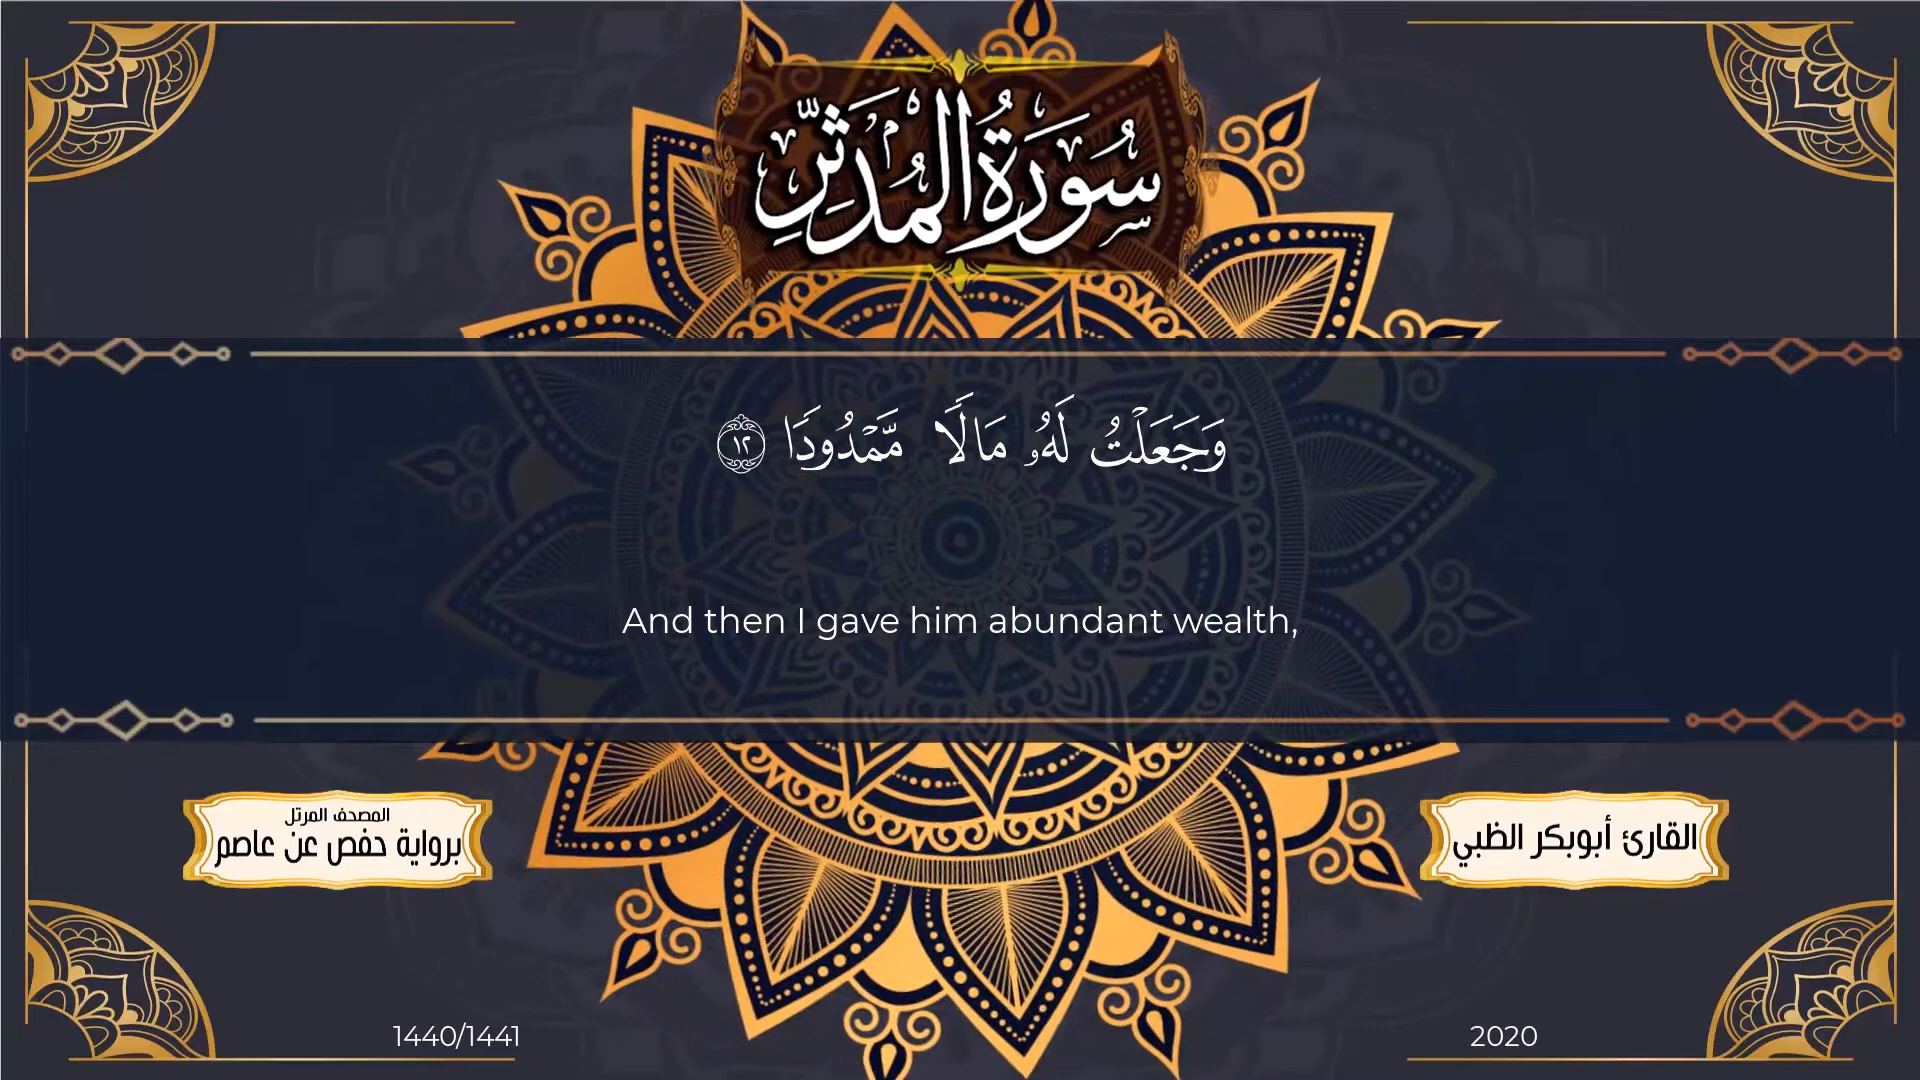 سُورَةُ المُدَّثِّر
وَجَعَلْتُ لَهُۥ مَالًا مَّمْدُودًا ١٢
And then I gave him abundant wealth,
المصحف المرتل
برواية حفص عن عاصم
القارئ أبوبكر الظبي
1440/1441
2020